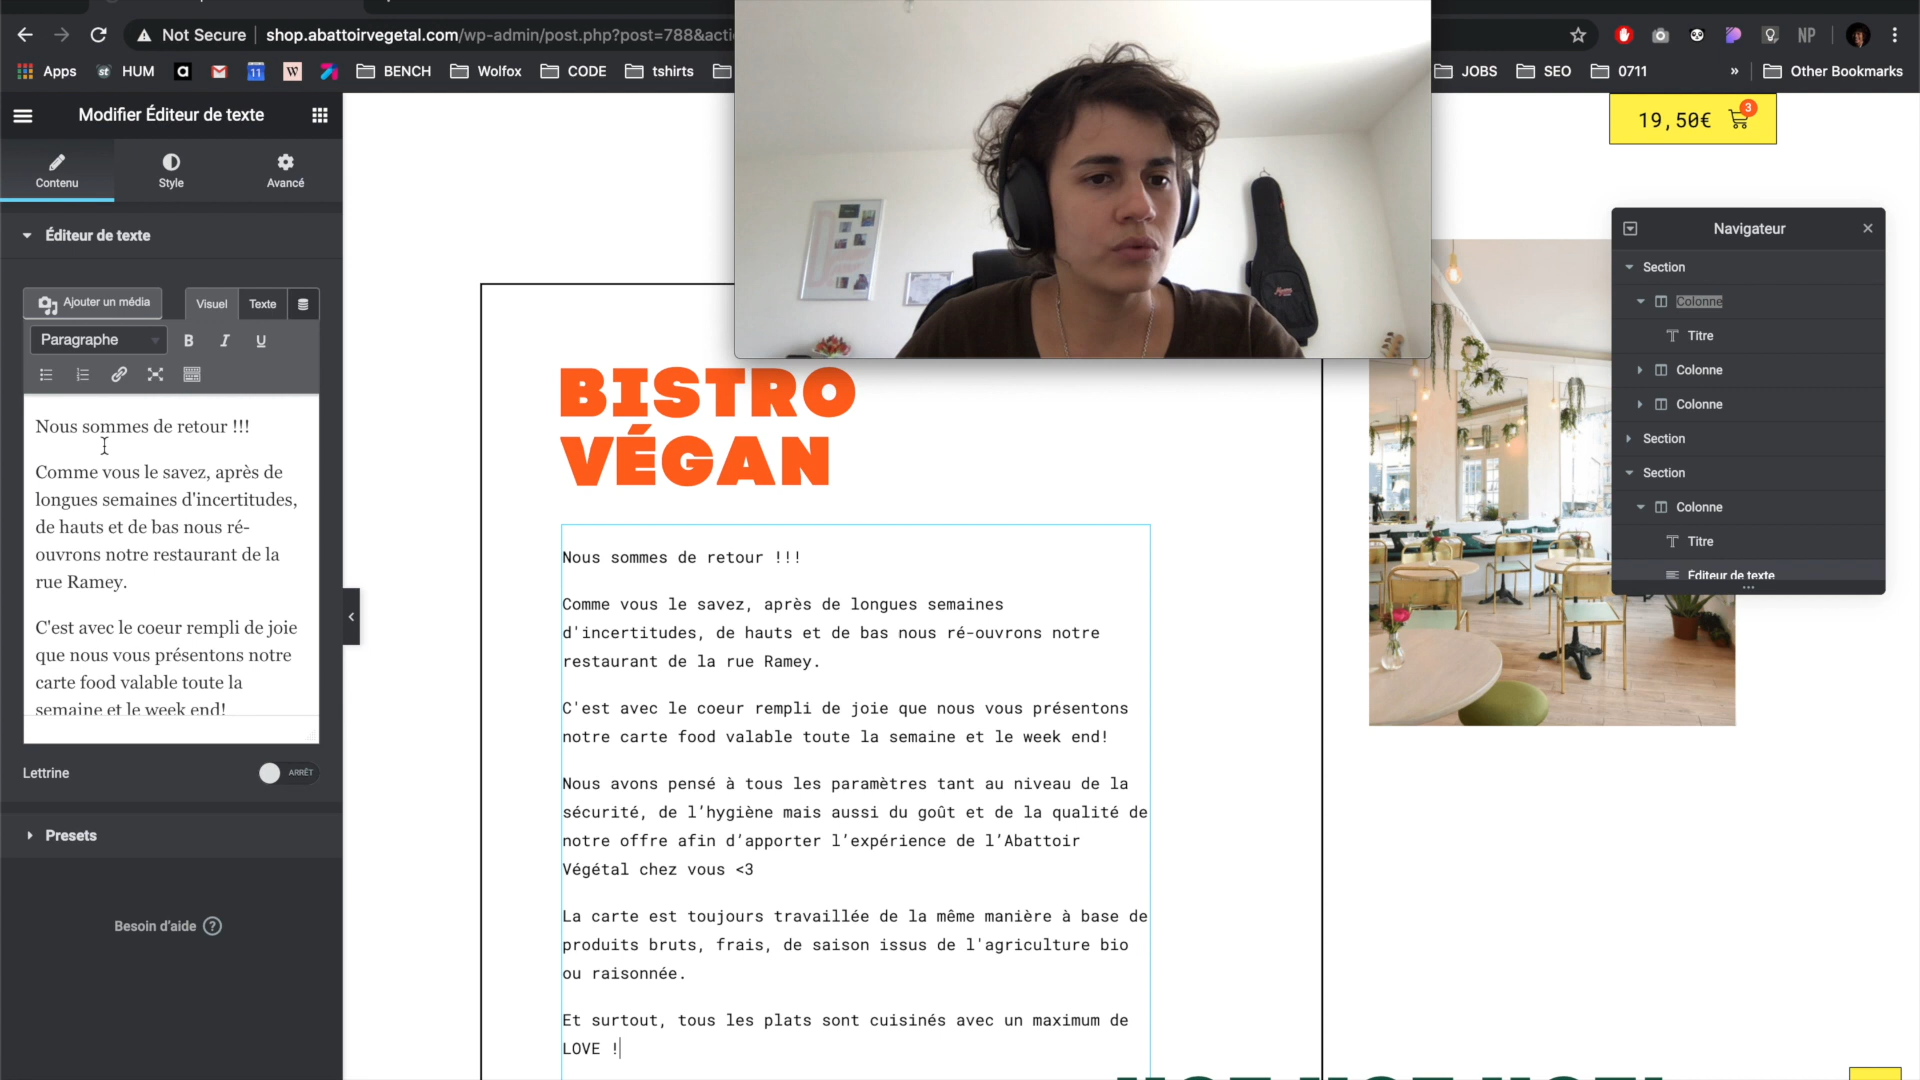 Not Secure
shop.abattoirvegetal.com/wp-admin/post.php?post=788&acti
NP
Apps
HUM
BENCH
Wolfox
CODE
tshirts
JOBS
SEO
0711
»
Other Bookmarks
Modifier Éditeur de texte
Contenu
Style
Avancé
Éditeur de texte
Ajouter un média
Visuel
Texte
Paragraphe
B
I
U
Nous sommes de retour !!!
Comme vous le savez, après de
longues semaines d'incertitudes,
de hauts et de bas nous ré-
ouvrons notre restaurant de la
rue Ramey.
C'est avec le coeur rempli de joie
que nous vous présentons notre
carte food valable toute la
semaine et le week end!
Lettrine
ARRÊT
Presets
Besoin d'aide
?
19,50€
3
BISTRO
VÉGAN
Nous sommes de retour !!!
Comme vous le savez, après de longues semaines
d'incertitudes, de hauts et de bas nous ré-ouvrons notre
restaurant de la rue Ramey.
C'est avec le coeur rempli de joie que nous vous présentons
notre carte food valable toute la semaine et le week end!
Nous avons pensé à tous les paramètres tant au niveau de la
sécurité, de l’hygiène mais aussi du goût et de la qualité de
notre offre afin d’apporter l’expérience de l’Abattoir
Végétal chez vous <3
La carte est toujours travaillée de la même manière à base de
produits bruts, frais, de saison issus de l'agriculture bio
ou raisonnée.
Et surtout, tous les plats sont cuisinés avec un maximum de
LOVE !
Navigateur
Section
Colonne
Titre
Colonne
Colonne
Section
Section
Colonne
Titre
Éditeur de texte